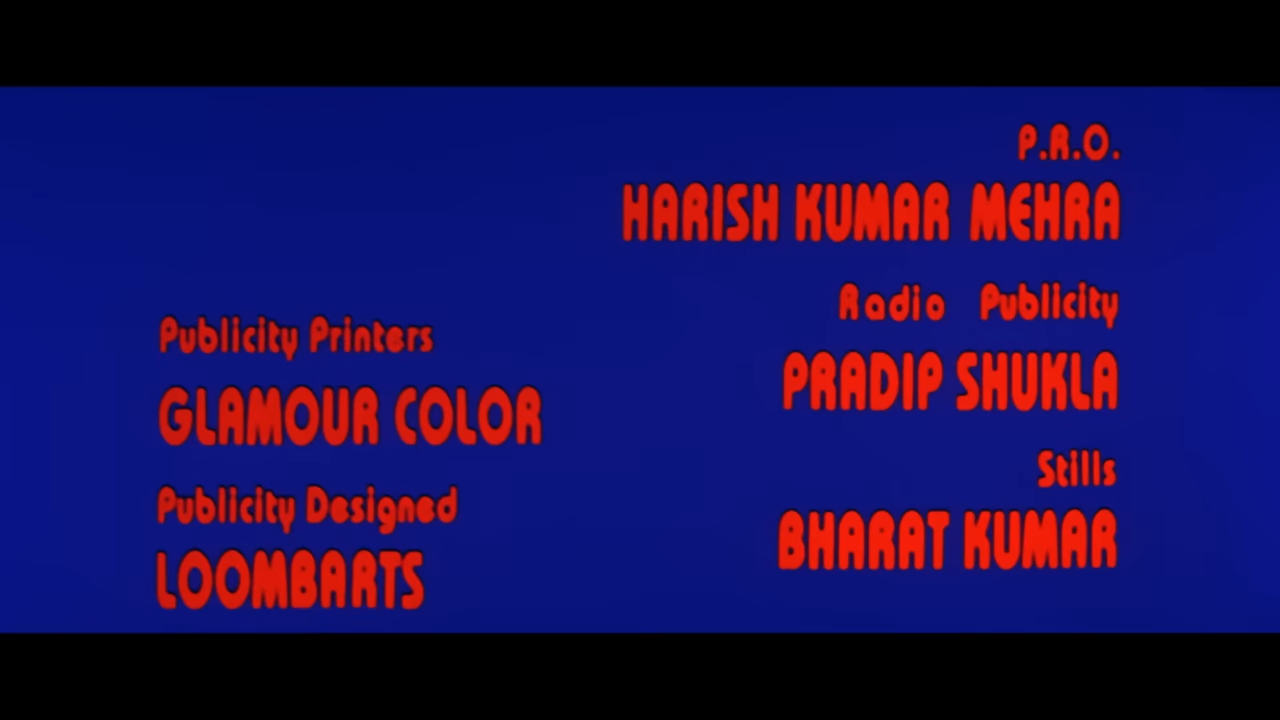 P.R.O.
HARISH KUMAR MEHRA
Radio Publicity
PRADIP SHUKLA
Stills
BHARAT KUMAR
Publicity Printers
GLAMOUR COLOR
Publicity Designed
LOOMBARTS